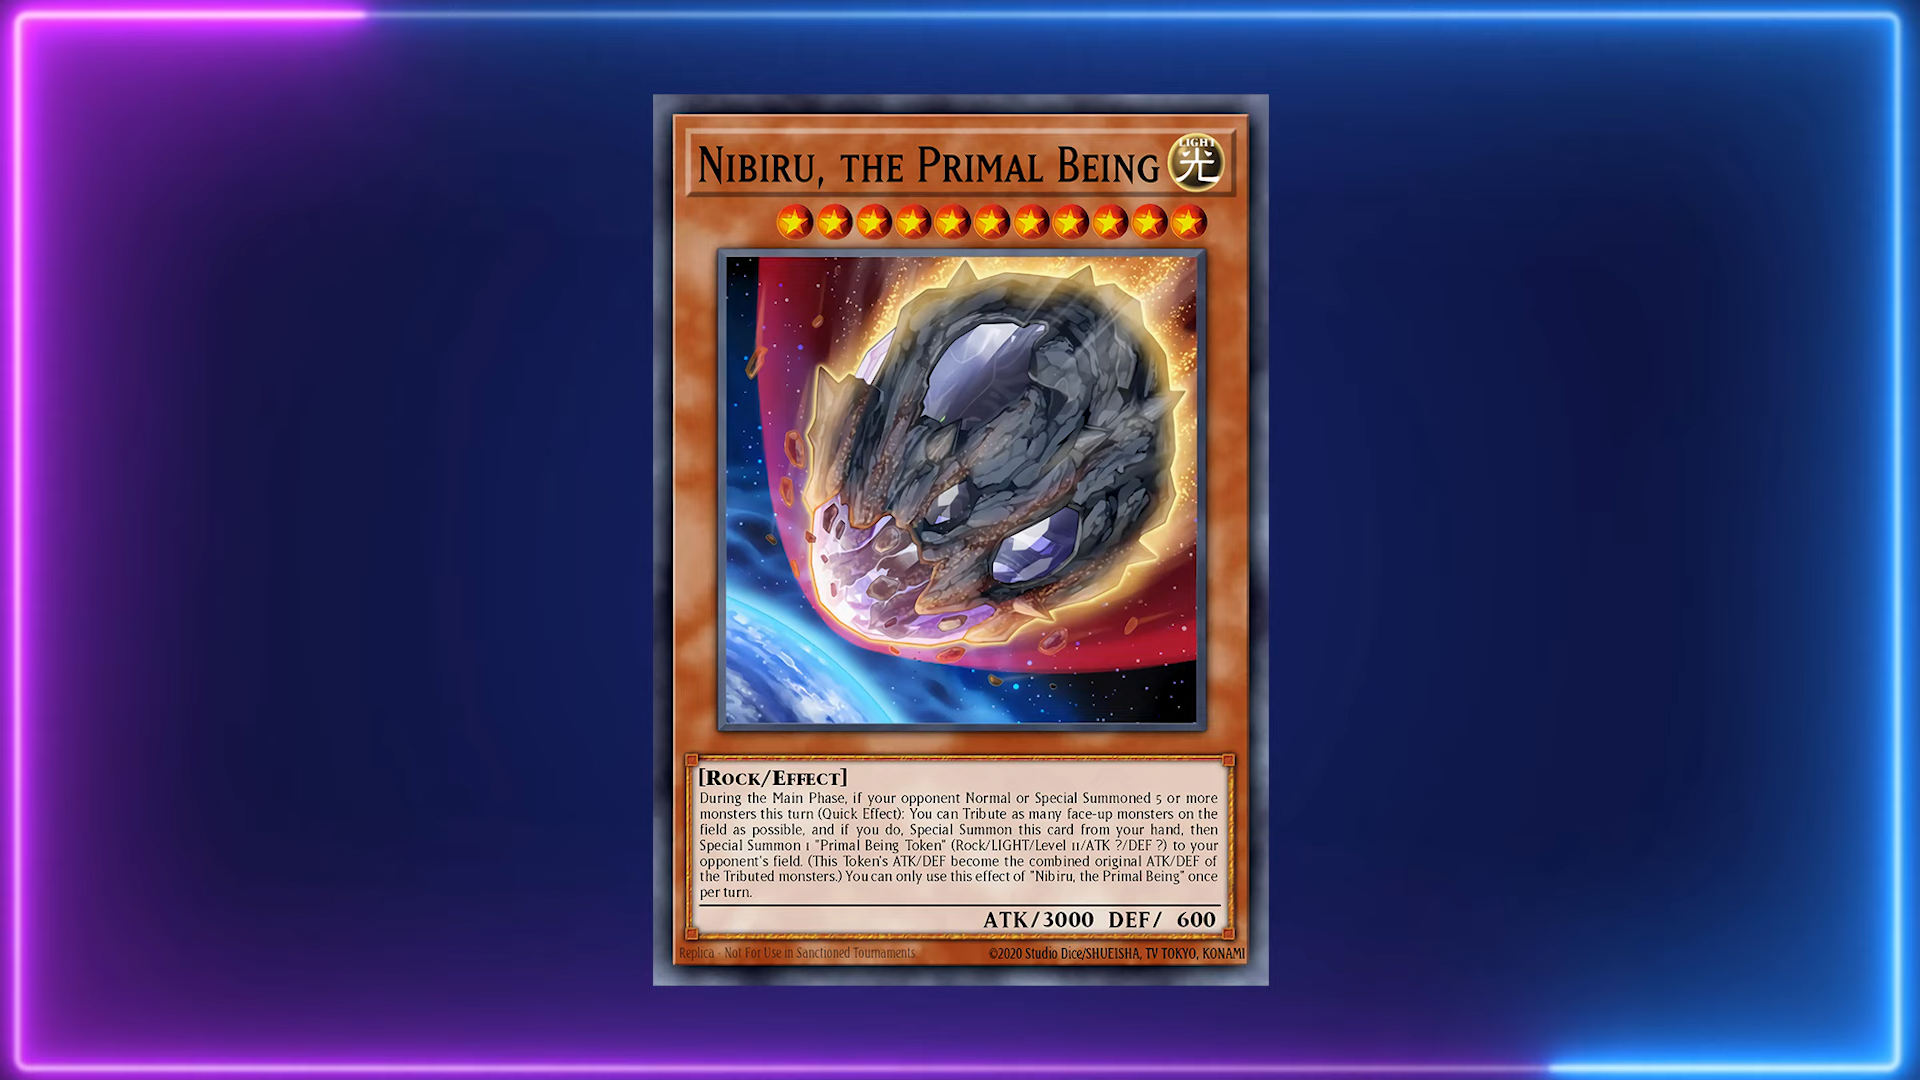 NIBIRU, THE PRIMAL BEING
LIGHT
光
[ROCK/EFFECT]
During the Main Phase, if your opponent Normal or Special Summoned 5 or more
monsters this turn (Quick Effect): You can Tribute as many face-up monsters on the
field as possible, and if you do, Special Summon this card from your hand, then
Special Summon 1 "Primal Being Token" (Rock/LIGHT/Level 11/ATK ?/DEF ?) to your
opponent's field. (This Token's ATK/DEF become the combined original ATK/DEF of
the Tributed monsters.) You can only use this effect of "Nibiru, the Primal Being" once
per turn.
ATK/3000 DEF/ 600
Replica - Not For Use in Sanctioned Tournaments
©2020 Studio Dice/SHUEISHA, TV TOKYO, KONAMI